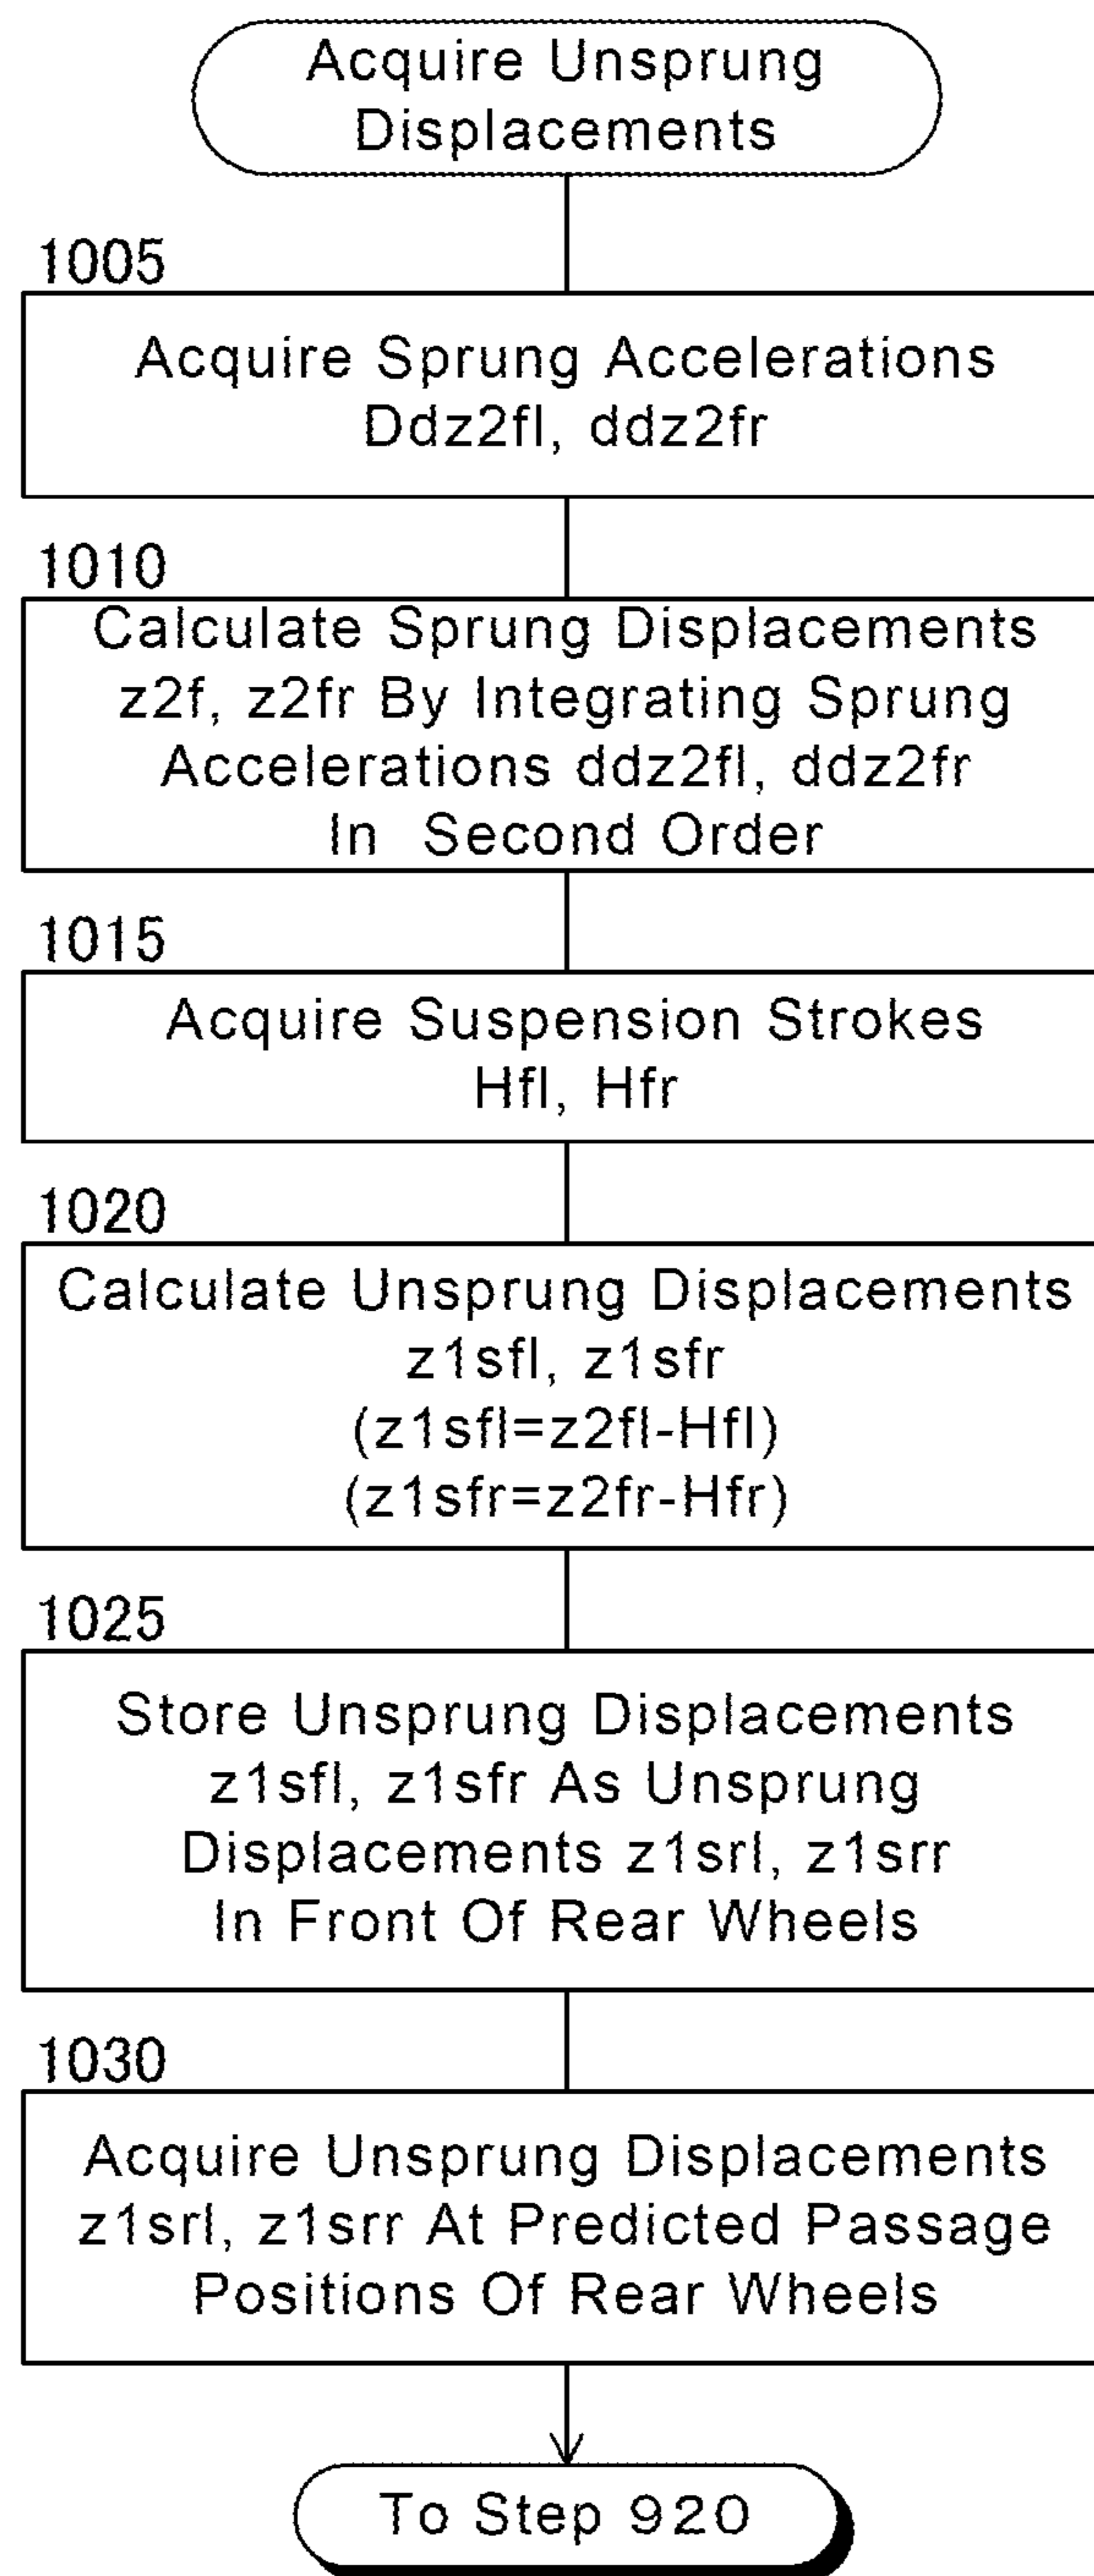 Acquire Unsprung
Displacements
1005
Acquire Sprung Accelerations
Ddz2fl, ddz2fr
1010
Calculate Sprung Displacements
z2f, z2fr By Integrating Sprung
Accelerations ddz2fl, ddz2fr
In Second Order
1015
Acquire Suspension Strokes
Hfl, Hfr
1020
Calculate Unsprung Displacements
z1sfl, z1sfr
(z1sfl=z2fl-Hfl)
(z1sfr=z2fr-Hfr)
1025
Store Unsprung Displacements
z1sfl, z1sfr As Unsprung
Displacements z1srl, z1srr
In Front Of Rear Wheels
1030
Acquire Unsprung Displacements
z1srl, z1srr At Predicted Passage
Positions Of Rear Wheels
To Step 920